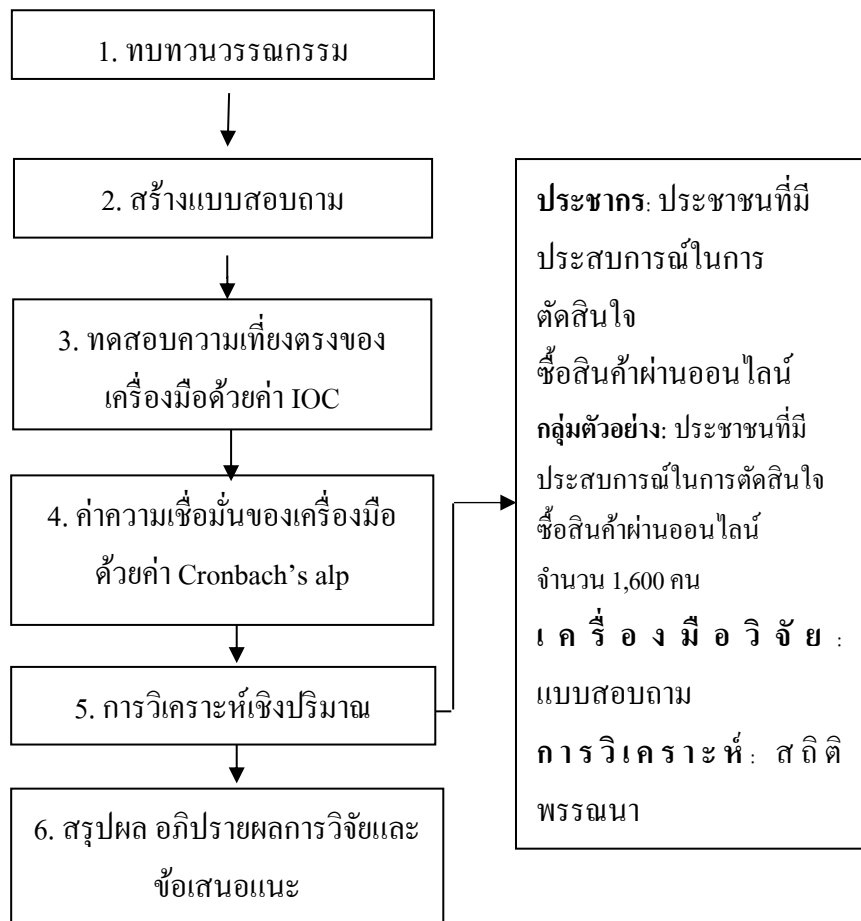 1. ทบทวนวรรณกรรม
2. สร้างแบบสอบถาม
3. ทดสอบความเที่ยงตรงของ
เครื่องมือด้วยค่า IOC
4. ค่าความเชื่อมั่นของเครื่องมือ
ด้วยค่า Cronbach’s alp
5. การวิเคราะห์เชิงปริมาณ
6. สรุปผล อภิปรายผลการวิจัยและ
ข้อเสนอแนะ
ประชากร: ประชาชนที่มี
ประสบการณ์ในการ
ตัดสินใจ
ซื้อสินค้าผ่านออนไลน์
กลุ่มตัวอย่าง: ประชาชนที่มี
ประสบการณ์ในการตัดสินใจ
ซื้อสินค้าผ่านออนไลน์
จำนวน 1,600 คน
เครื่องมือวิจัย:
แบบสอบถาม
การวิเคราะห์: สถิติ
พรรณนา